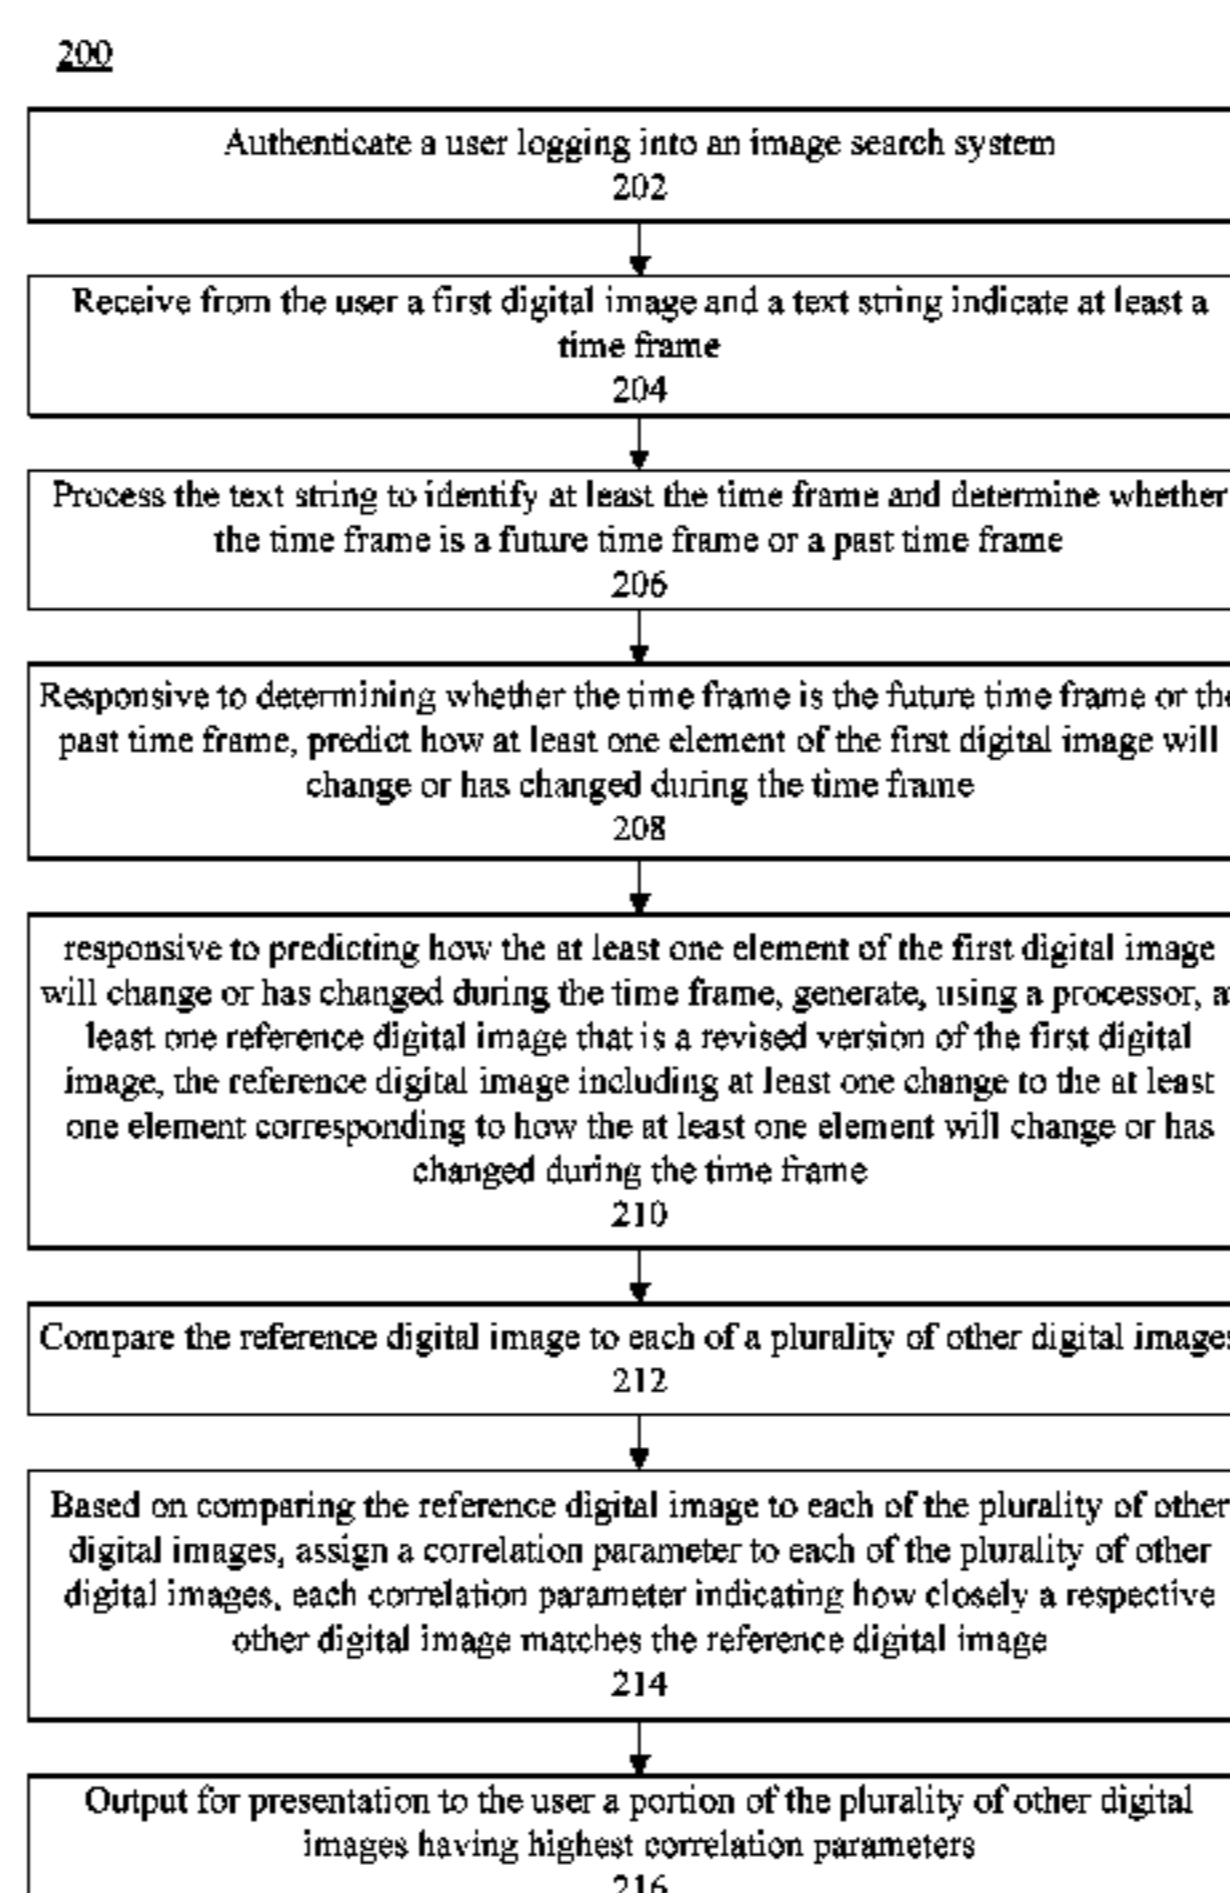 200
Authenticate a user logging into an image search system
202
Receive from the user a first digital image and a text string indicate at least a
time frame
204
Process the text string to identify at least the time frame and determine whether
the time frame is a future time frame or a past time frame
206
Responsive to determining whether the time frame is the future time frame or the
past time frame, predict how at least one element of the first digital image will
change or has changed during the time frame
208
responsive to predicting how the at least one element of the first digital image
will change or has changed during the time frame, generate, using a processor, at
least one reference digital image that is a revised version of the first digital
image, the reference digital image including at least one change to the at least
one element corresponding to how the at least one element will change or has
changed during the time frame
210
Compare the reference digital image to each of a plurality of other digital images
212
Based on comparing the reference digital image to each of the plurality of other
digital images, assign a correlation parameter to each of the plurality of other
digital images, each correlation parameter indicating how closely a respective
other digital image matches the reference digital image
214
Output for presentation to the user a portion of the plurality of other digital
images having highest correlation parameters
216